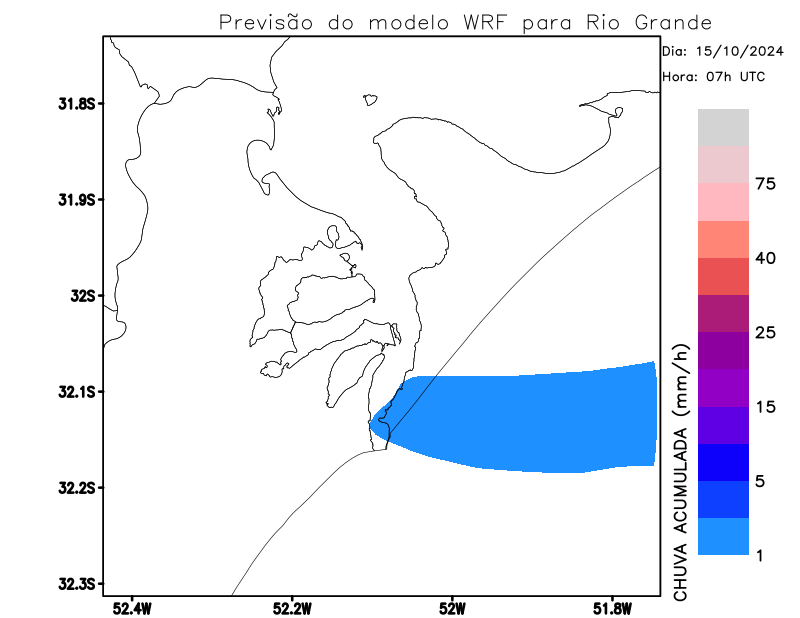 Previsão do modelo WRF para Rio Grande
Dia: 15/10/2024
Hora: 07h UTC
31.8S
31.9S
32S
32.1S
32.2S
32.3S
52.4W
52.2W
52W
51.8W
75
40
25
15
5
1
CHUVA ACUMULADA (mm/h)